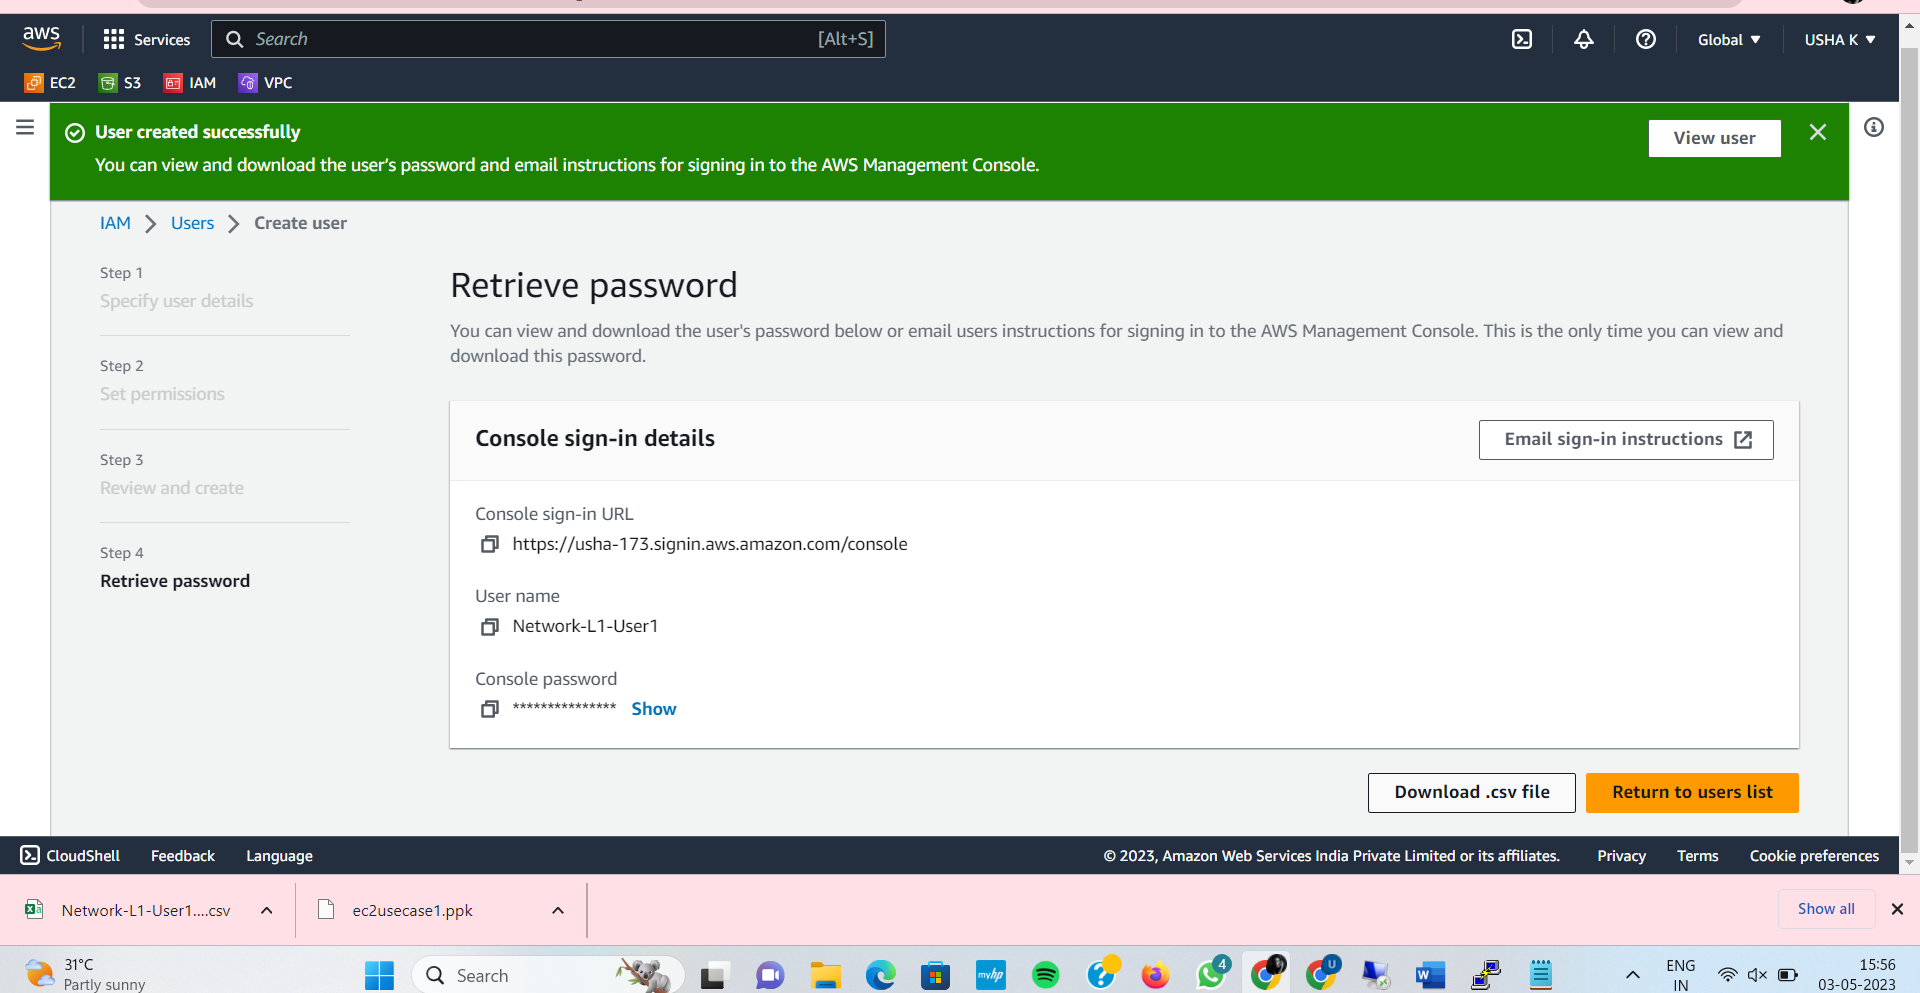 aws
Services
Search
[Alt+S]
Global
USHA K
EC2
S3
IAM
VPC
User created successfully
You can view and download the user's password and email instructions for signing in to the AWS Management Console.
View user
IAM
Users
Create user
Step 1
Specify user details
Step 2
Set permissions
Step 3
Review and create
Step 4
Retrieve password
Retrieve password
You can view and download the user's password below or email users instructions for signing in to the AWS Management Console. This is the only time you can view and
download this password.
Console sign-in details
Email sign-in instructions
Console sign-in URL
https://usha-173.signin.aws.amazon.com/console
User name
Network-L1-User1
Console password
***************
Show
Download .csv file
Return to users list
CloudShell
Feedback
Language
© 2023, Amazon Web Services India Private Limited or its affiliates.
Privacy
Terms
Cookie preferences
Network-L1-User1....csv
ec2usecase1.ppk
Show all
31°C
Partly sunny
Search
myhp
4
U
W
ENG
IN
15:56
03-05-2023